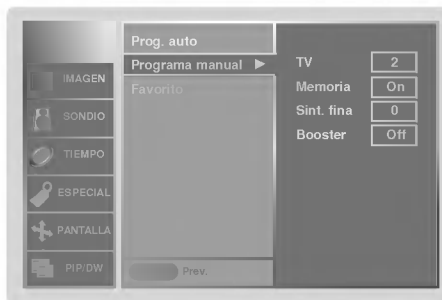 IMAGEN
SONDIO
TIEMPO
ESPECIAL
PANTALLA
PIP/DW
Prog. auto
Programa manual ▶
Favorito
Prev.
TV 2
Memoria On
Sint. fina 0
Booster Off